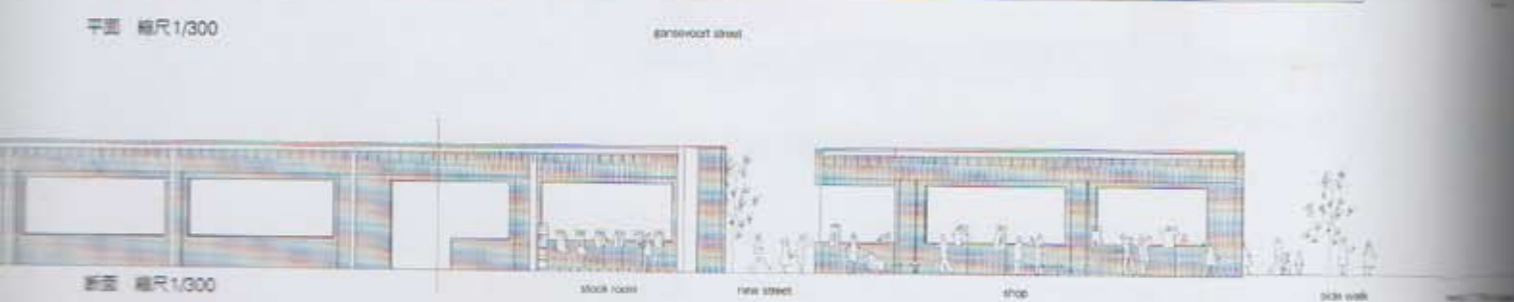 平面 縮尺1/300
gansevoort street
断面 縮尺1/300
stock room
new street
shop
side walk